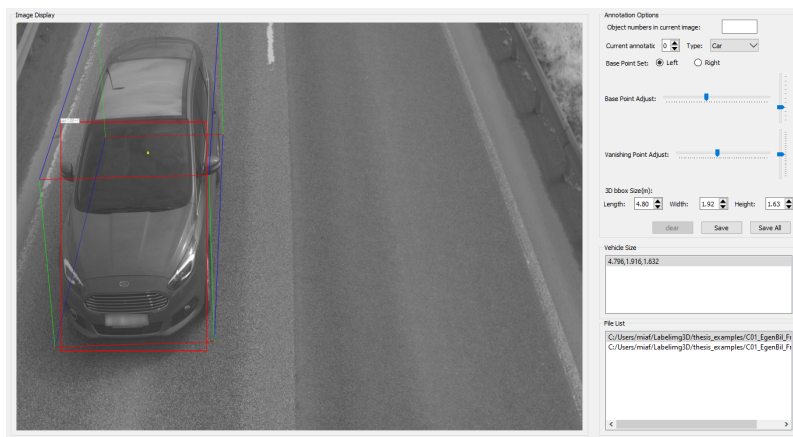 Image Display
Annotation Options
Object numbers in current image:
Current annotatic 0 Type: Car
Base Point Set: Left Right
Base Point Adjust:
Vanishing Point Adjust:
3D bbox Size(m):
Length: 4.80 Width: 1.92 Height: 1.63
clear Save Save All
Vehicle Size
4.796,1.916,1.632
File List
C:/Users/miaf/Labelimg3D/thesis_examples/C01_EgenBil_Fr
C:/Users/miaf/Labelimg3D/thesis_examples/C01_EgenBil_Fr